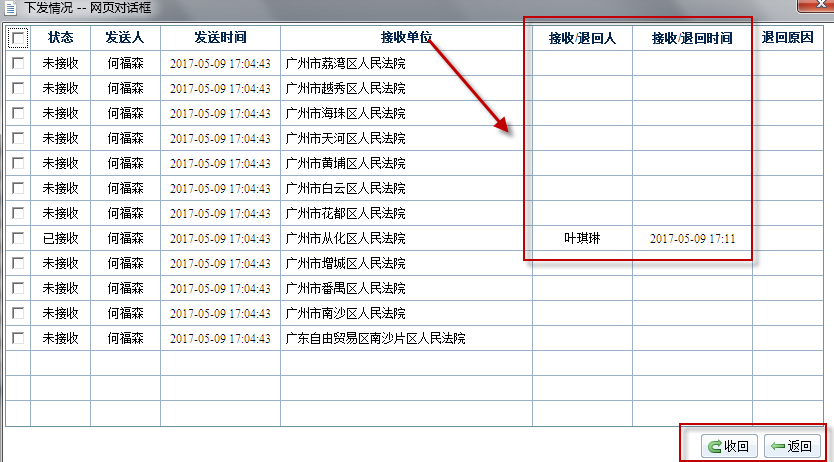 下发情况 -- 网页对话框
状态 发送人 发送时间 接收单位 接收/退回人 接收/退回时间 退回原因
未接收 何福森 2017-05-09 17:04:43 广州市荔湾区人民法院
未接收 何福森 2017-05-09 17:04:43 广州市越秀区人民法院
未接收 何福森 2017-05-09 17:04:43 广州市海珠区人民法院
未接收 何福森 2017-05-09 17:04:43 广州市天河区人民法院
未接收 何福森 2017-05-09 17:04:43 广州市黄埔区人民法院
未接收 何福森 2017-05-09 17:04:43 广州市白云区人民法院
未接收 何福森 2017-05-09 17:04:43 广州市花都区人民法院
已接收 何福森 2017-05-09 17:04:43 广州市从化区人民法院 叶琪琳 2017-05-09 17:11
未接收 何福森 2017-05-09 17:04:43 广州市增城区人民法院
未接收 何福森 2017-05-09 17:04:43 广州市番禺区人民法院
未接收 何福森 2017-05-09 17:04:43 广州市南沙区人民法院
未接收 何福森 2017-05-09 17:04:43 广东自由贸易区南沙片区人民法院
收回 返回